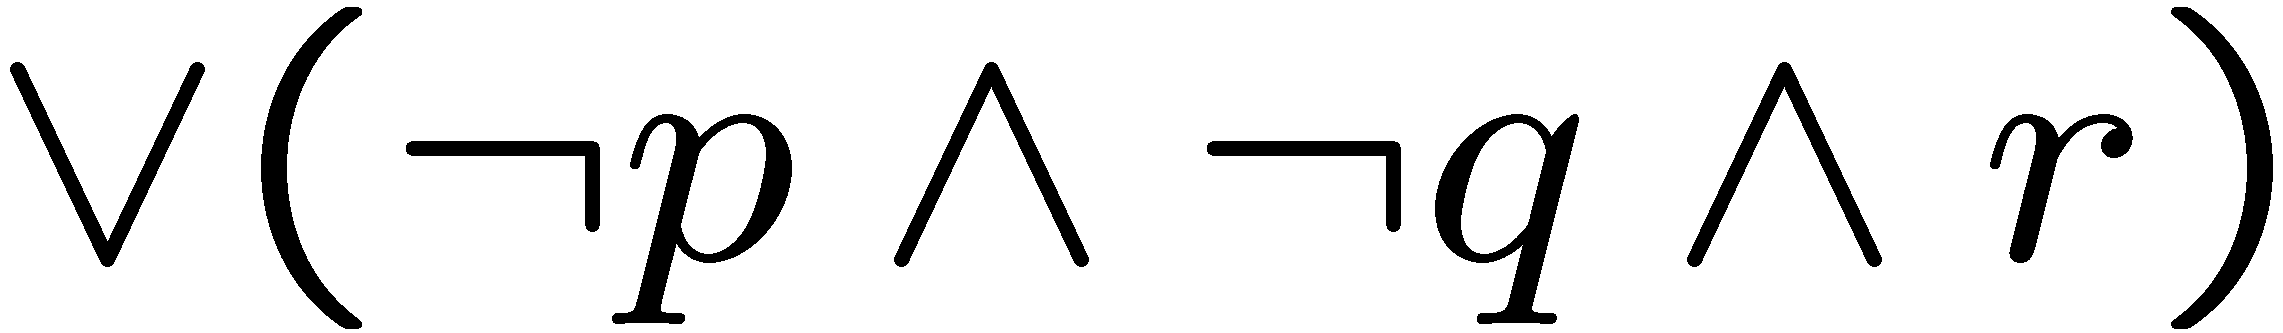 ∨(¬p ∧ ¬q ∧ r)